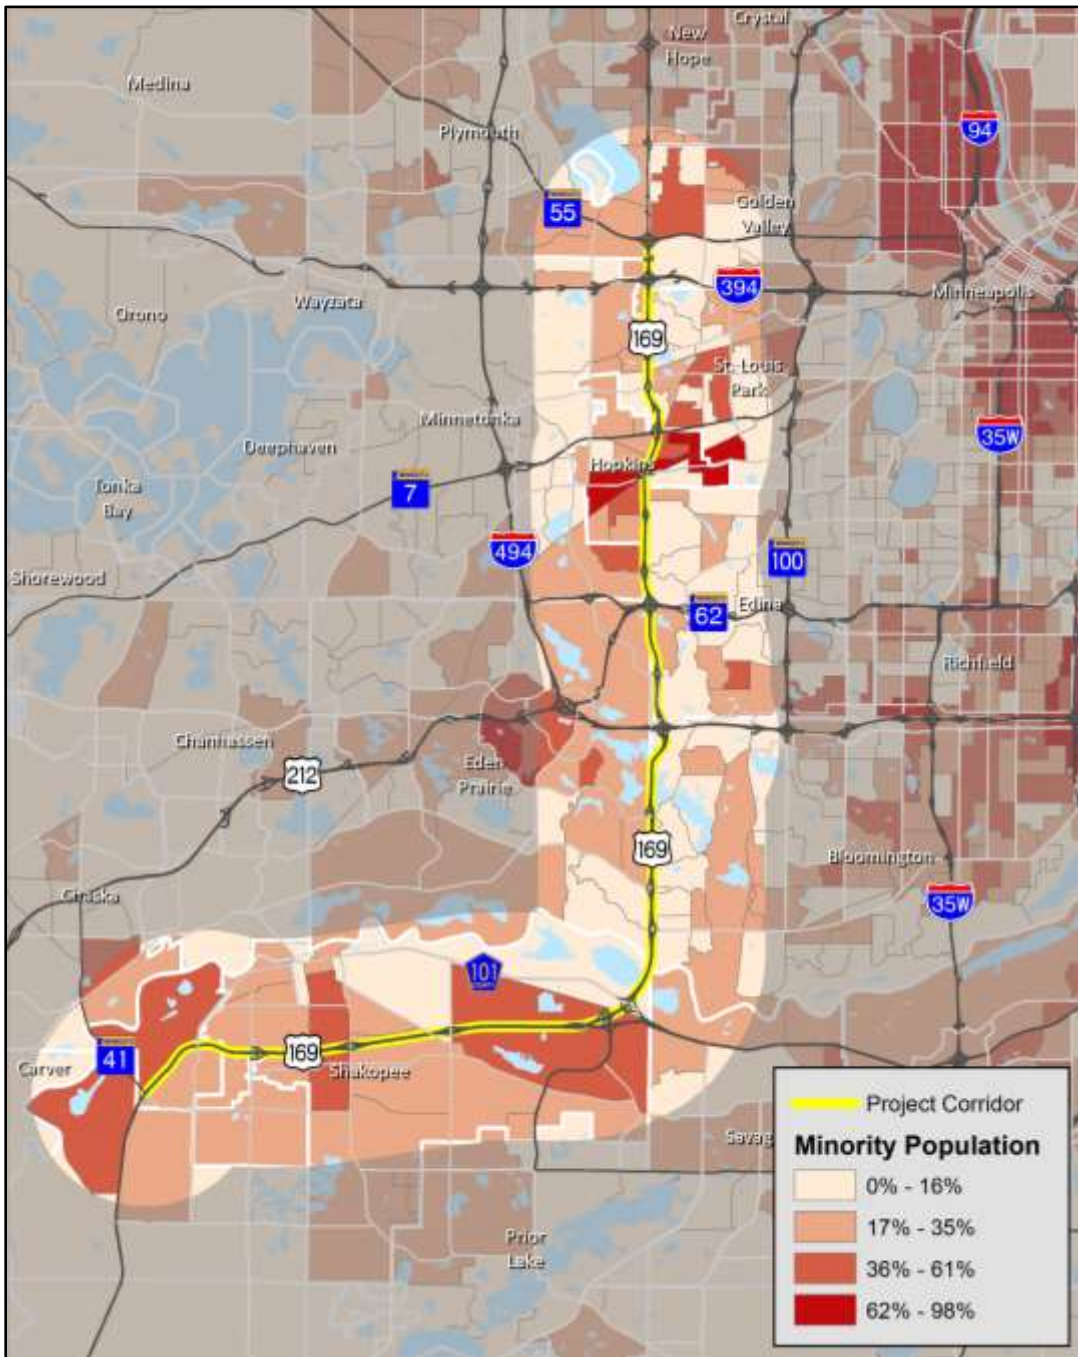 Crystal
New
Hope
Medina
Plymouth
94
55
Golden
Valley
394
Minneapolis
Orono
Wayzata
169
St. Louis
Park
Minnetonka
35W
Deephaven
Hopkins
7
Tonka
Bay
494
100
Shorewood
62
Edina
Richfield
Chanhassen
212
Eden
Prairie
169
Bloomington
Chaska
35W
101
COUNTY
41
169
Carver
Shakopee
Savag
Prior
Lake
Project Corridor
Minority Population
0% - 16%
17% - 35%
36% - 61%
62% - 98%